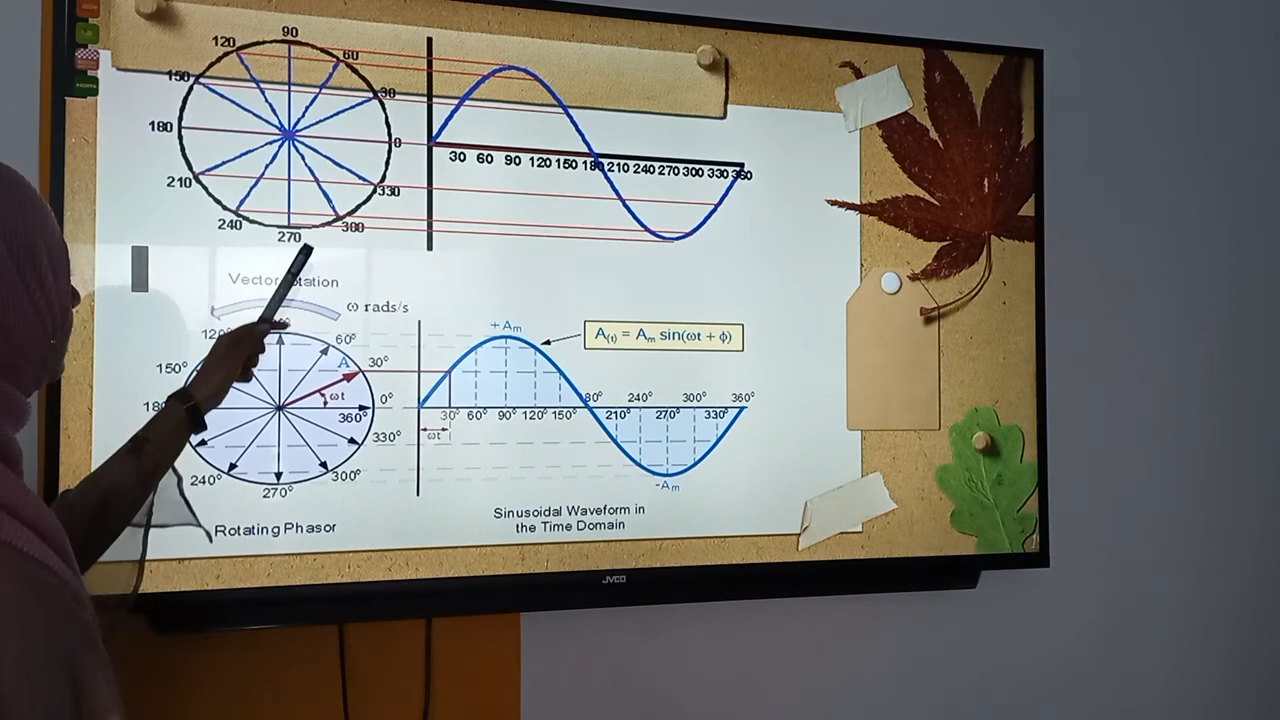 90
120
60
150
30
180
0
210
330
240
300
270
30 60 90 120 150 180 210 240 270 300 330 360
Vector rotation
ω rads/s
60°
150°
A
30°
ωt
0°
360°
330°
240°
300°
270°
Rotating Phasor
+Am
A(t) = Am sin(ωt + ϕ)
30° 60° 90° 120° 150°
210° 240° 270° 300° 330° 360°
ωt
-Am
Sinusoidal Waveform in
the Time Domain
JVCO